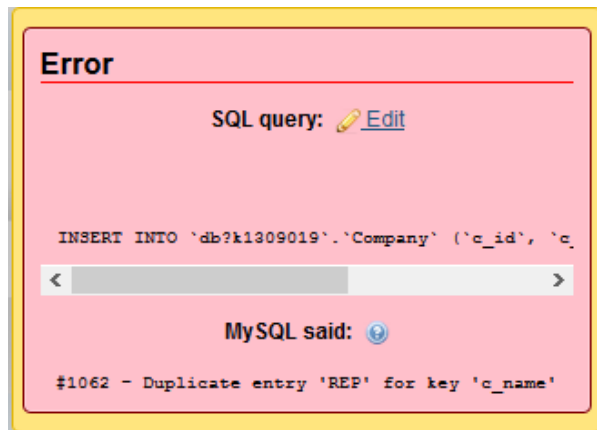 Error
SQL query: Edit
INSERT INTO `db?k1309019`.`Company` (`c_id`, `c_
MySQL said:
#1062 - Duplicate entry 'REP' for key 'c_name'